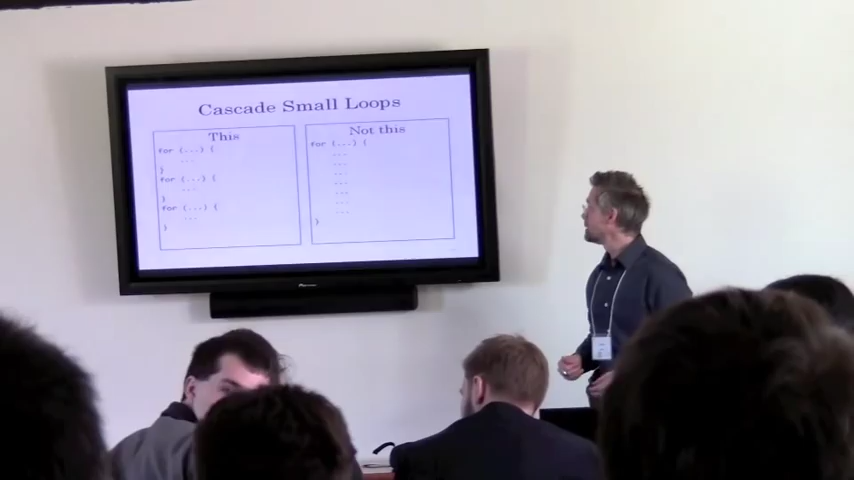 Cascade Small Loops
This
for (...) {
...
}
for (...) {
...
}
for (...) {
...
}
Not this
for (...) {
...
...
...
...
...
...
...
}